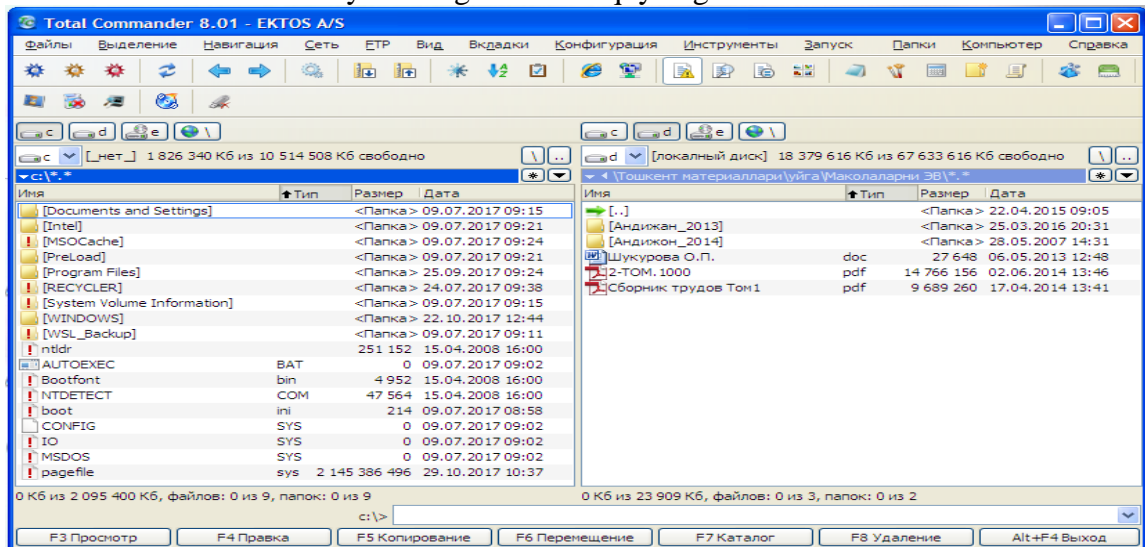 Total Commander 8.01 - EKTOS A/S
Файлы Выделение Навигация Сеть FTP Вид Вкладки Конфигурация Инструменты Запуск Папки Компьютер Справка
c d e \ c d e \
c [_нет_] 1 826 340 Кб из 10 514 508 Кб свободно \ .. d [локалный диск] 18 379 616 Кб из 67 633 616 Кб свободно \ ..
c:\*.* * \Тошкент материаллари\уйга\Маколаларни ЭВ\*.* *
Имя Тип Размер Дата Имя Тип Размер Дата
[Documents and Settings] <Папка> 09.07.2017 09:15 [..] <Папка> 22.04.2015 09:05
[Intel] <Папка> 09.07.2017 09:21 [Андижан_2013] <Папка> 25.03.2016 20:31
[MSOCache] <Папка> 09.07.2017 09:24 [Андижон_2014] <Папка> 28.05.2007 14:31
[PreLoad] <Папка> 09.07.2017 09:21 Шукурова О.П. doc 27 648 06.05.2013 12:48
[Program Files] <Папка> 25.09.2017 09:24 2-TOM.1000 pdf 14 766 156 02.06.2014 13:46
[RECYCLER] <Папка> 24.07.2017 09:38 Сборник трудов Том1 pdf 9 689 260 17.04.2014 13:41
[System Volume Information] <Папка> 09.07.2017 09:15
[WINDOWS] <Папка> 22.10.2017 12:44
[WSL_Backup] <Папка> 09.07.2017 09:11
ntldr 251 152 15.04.2008 16:00
AUTOEXEC BAT 0 09.07.2017 09:02
Bootfont bin 4 952 15.04.2008 16:00
NTDETECT COM 47 564 15.04.2008 16:00
boot ini 214 09.07.2017 08:58
CONFIG SYS 0 09.07.2017 09:02
IO SYS 0 09.07.2017 09:02
MSDOS SYS 0 09.07.2017 09:02
pagefile sys 2 145 386 496 29.10.2017 10:37
0 Кб из 2 095 400 Кб, файлов: 0 из 9, папок: 0 из 9 0 Кб из 23 909 Кб, файлов: 0 из 3, папок: 0 из 2
c:\>
F3 Просмотр F4 Правка F5 Копирование F6 Перемещение F7 Каталог F8 Удаление Alt+F4 Выход